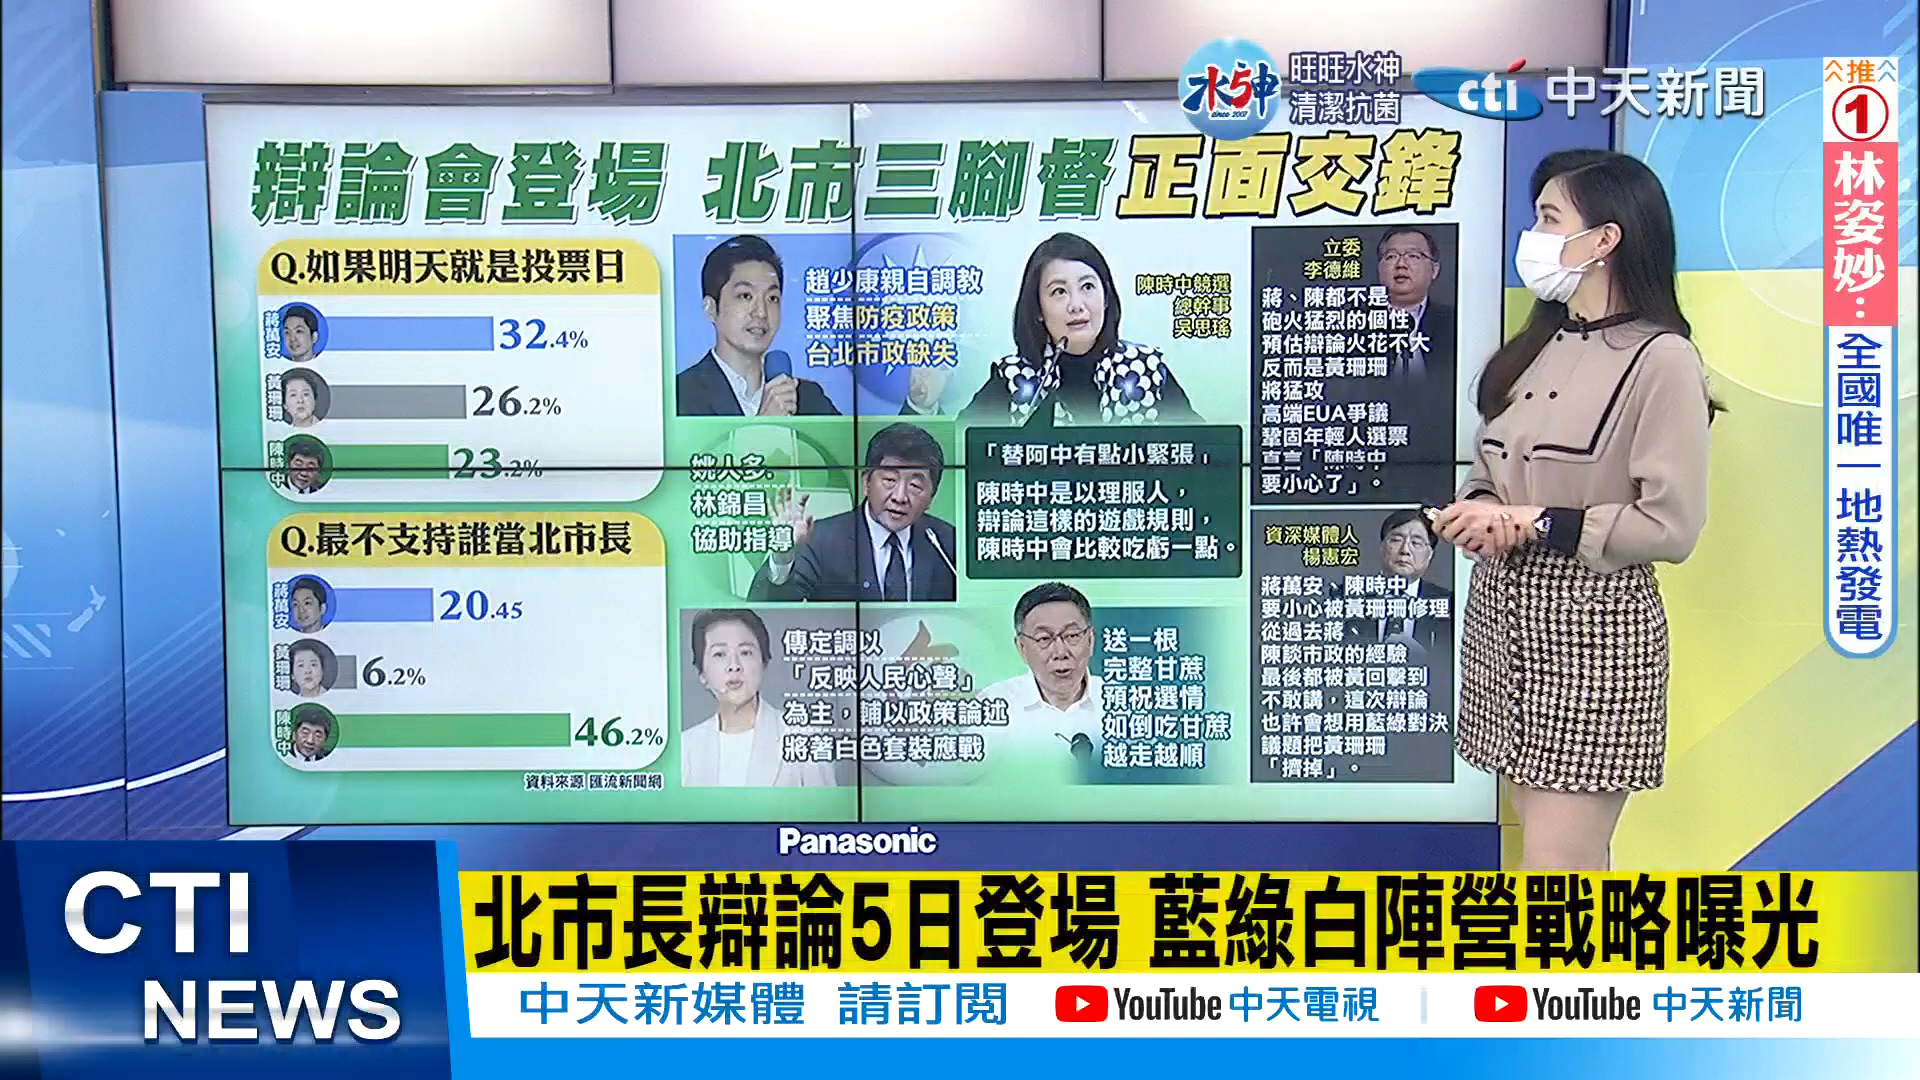 水神
since 2007
旺旺水神
清潔抗菌
cti 中天新聞
推
1
林姿妙：
全國唯一地熱發電
辯論會登場 北市三腳督正面交鋒
Q.如果明天就是投票日
蔣萬安 32.4%
黃珊珊 26.2%
陳時中 23.2%
Q.最不支持誰當北市長
蔣萬安 20.45
黃珊珊 6.2%
陳時中 46.2%
資料來源 匯流新聞網
趙少康親自調教
聚焦防疫政策
台北市政缺失
陳時中競選
總幹事
吳思瑤
姚人多.
林錦昌
協助指導
「替阿中有點小緊張」
陳時中是以理服人，
辯論這樣的遊戲規則，
陳時中會比較吃虧一點。
傳定調以
「反映人民心聲」
為主，輔以政策論述
將著白色套裝應戰
送一根
完整甘蔗
預祝選情
如倒吃甘蔗
越走越順
立委
李德維
蔣、陳都不是
砲火猛烈的個性
預估辯論火花不大
反而是黃珊珊
將猛攻
高端EUA爭議
鞏固年輕人選票
直言「陳時中
要小心了」。
資深媒體人
楊憲宏
蔣萬安、陳時中
要小心被黃珊珊修理
從過去蔣、
陳談市政的經驗
最後都被黃回擊到
不敢講，這次辯論
也許會想用藍綠對決
議題把黃珊珊
「擠掉」。
Panasonic
CTI
NEWS
北市長辯論5日登場 藍綠白陣營戰略曝光
中天新媒體 請訂閱 YouTube 中天電視 | YouTube 中天新聞